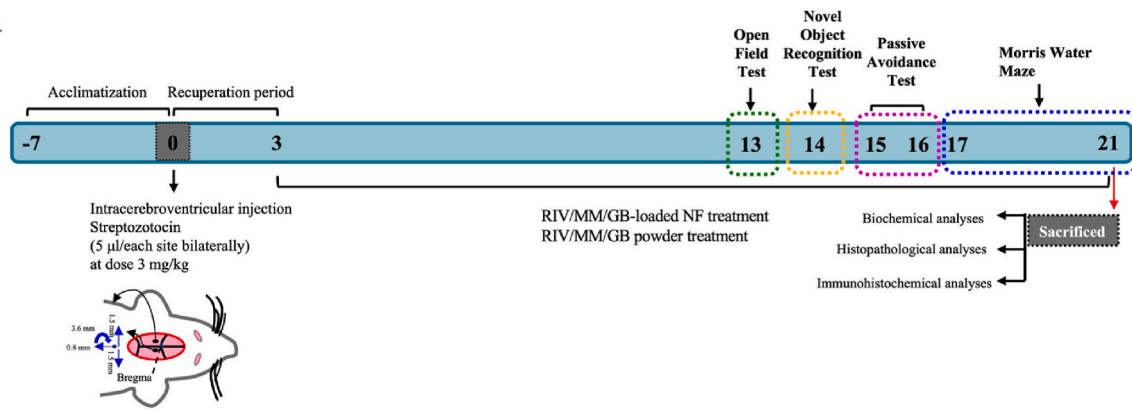 Acclimatization
Recuperation period
Open
Field
Test
Novel
Object
Recognition
Test
Passive
Avoidance
Test
Morris Water
Maze
-7
0
3
13
14
15
16
17
21
Intracerebroventricular injection
Streptozotocin
(5 µl/each site bilaterally)
at dose 3 mg/kg
RIV/MM/GB-loaded NF treatment
RIV/MM/GB powder treatment
Biochemical analyses
Histopathological analyses
Immunohistochemical analyses
Sacrificed
3.6 mm
0.8 mm
1.5 mm
1.5 mm
Bregma